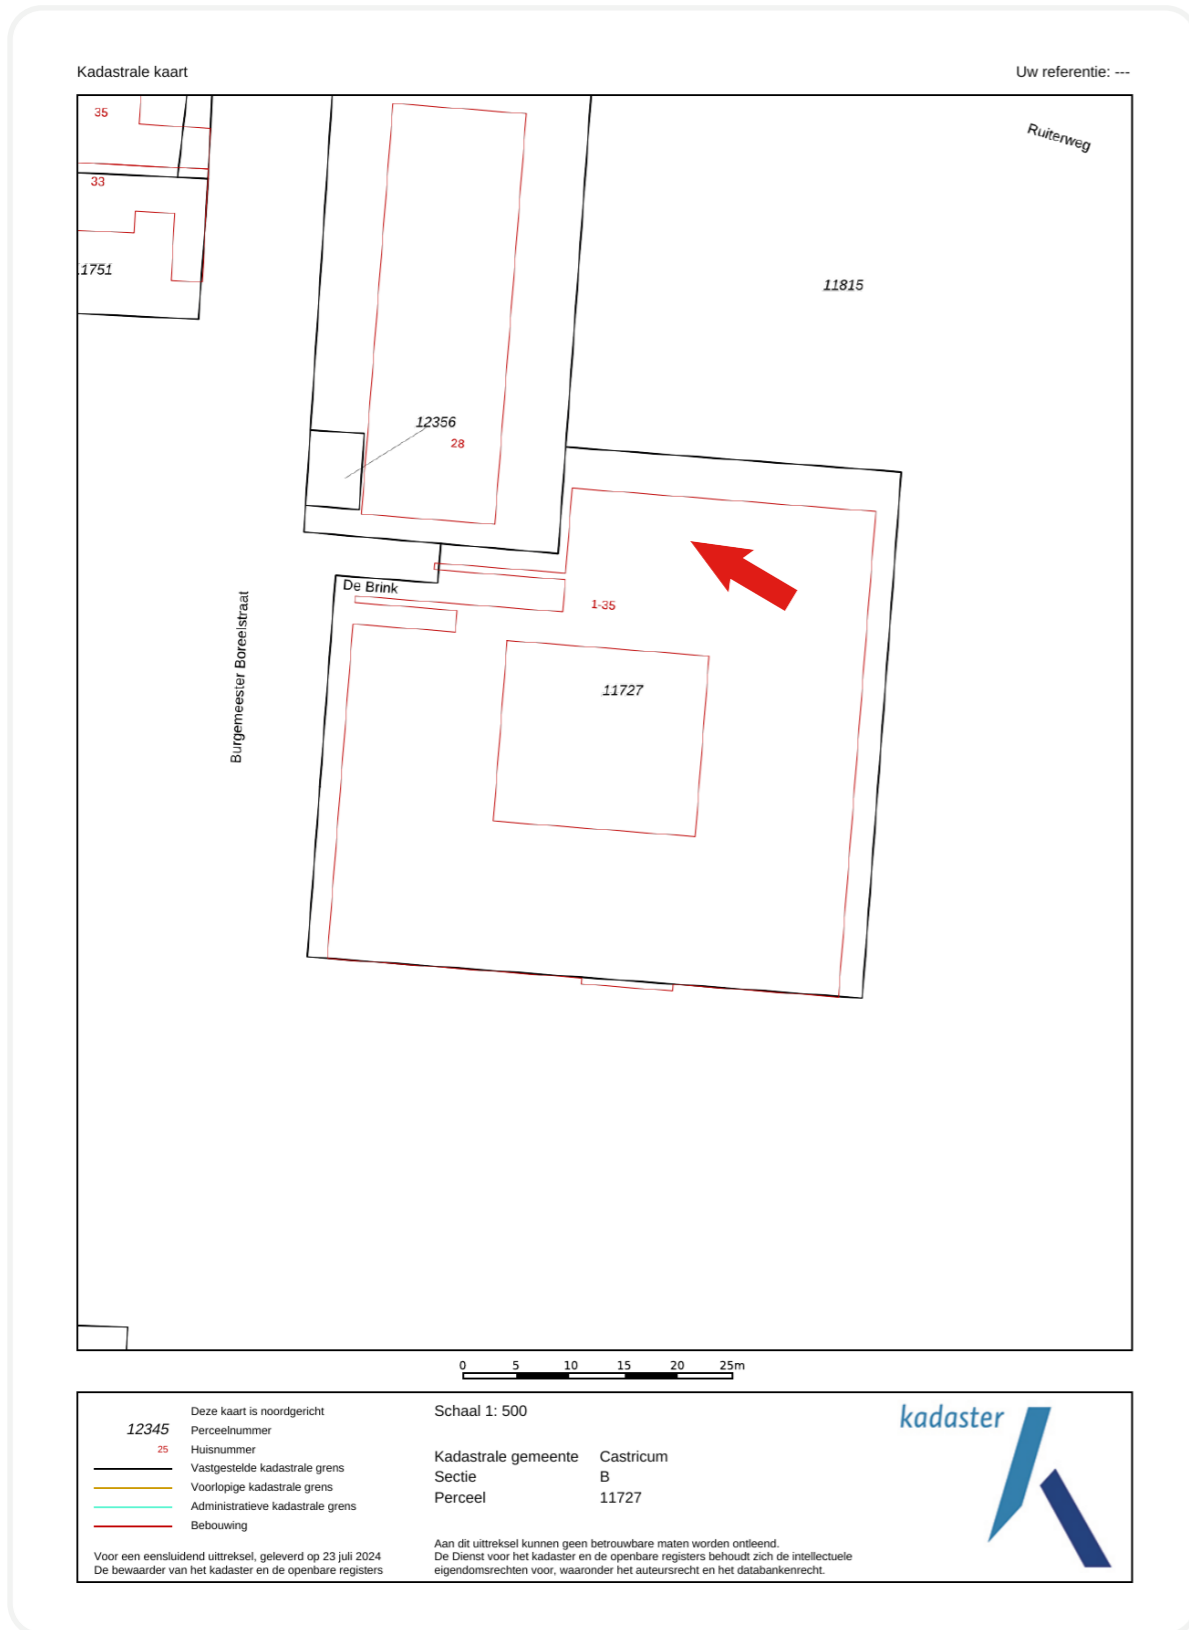 Kadastrale kaart
Uw referentie: ---
35
33
11751
Ruiterweg
11815
12356
28
De Brink
1-35
11727
Burgemeester Boreelstraat
0 5 10 15 20 25m
Deze kaart is noordgericht
12345 Perceelnummer
25 Huisnummer
Vastgestelde kadastrale grens
Voorlopige kadastrale grens
Administratieve kadastrale grens
Bebouwing
Voor een eensluidend uittreksel, geleverd op 23 juli 2024
De bewaarder van het kadaster en de openbare registers
Schaal 1: 500
Kadastrale gemeente Castricum
Sectie B
Perceel 11727
Aan dit uittreksel kunnen geen betrouwbare maten worden ontleend.
De Dienst voor het kadaster en de openbare registers behoudt zich de intellectuele
eigendomsrechten voor, waaronder het auteursrecht en het databankenrecht.
kadaster